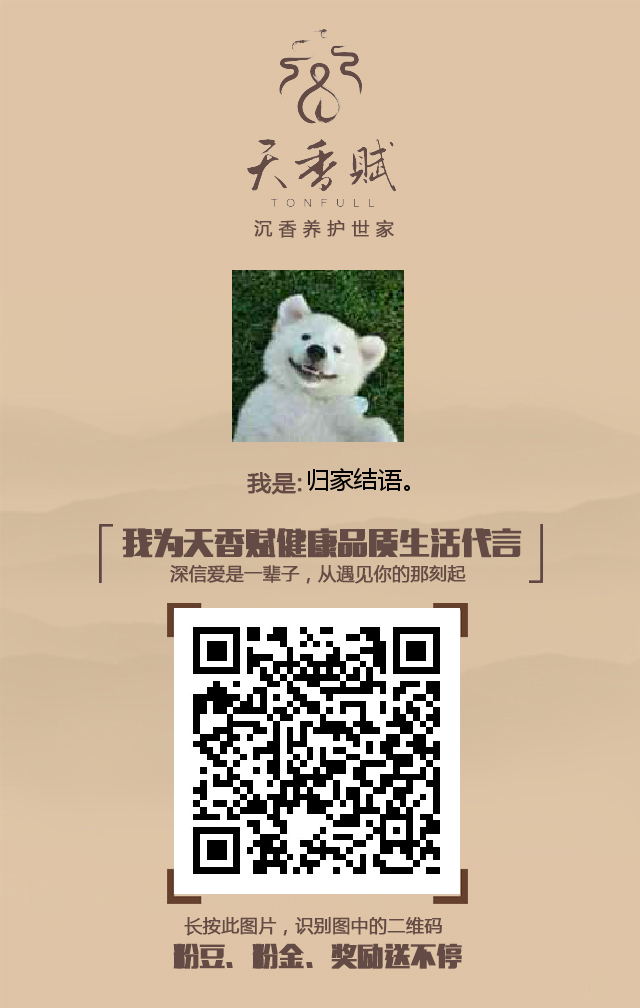 天香赋
TONFULL
沉香养护世家
我是:归家结语。
我为天香赋健康品质生活代言
深信爱是一辈子，从遇见你的那刻起
长按此图片，识别图中的二维码
粉豆、粉金、奖励送不停